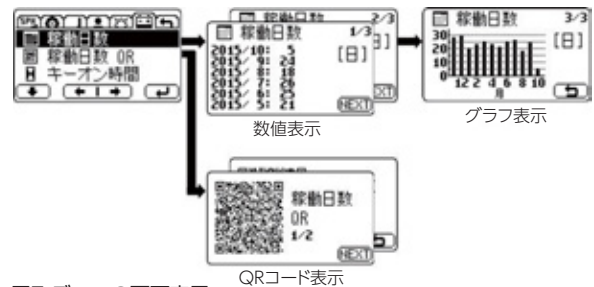 稼働日数
稼働日数 QR
キーオン時間
稼働日数 2/3
稼働日数 1/3
[日]
2015/10: 5
2015/ 9: 24
2015/ 8: 18
2015/ 7: 26
2015/ 6: 25
2015/ 5: 21
NEXT
数値表示
稼働日数 3/3
[日]
30
20
10
12 2 4 6 8 10
月
グラフ表示
稼働日数
QR
1/2
NEXT
QRコード表示